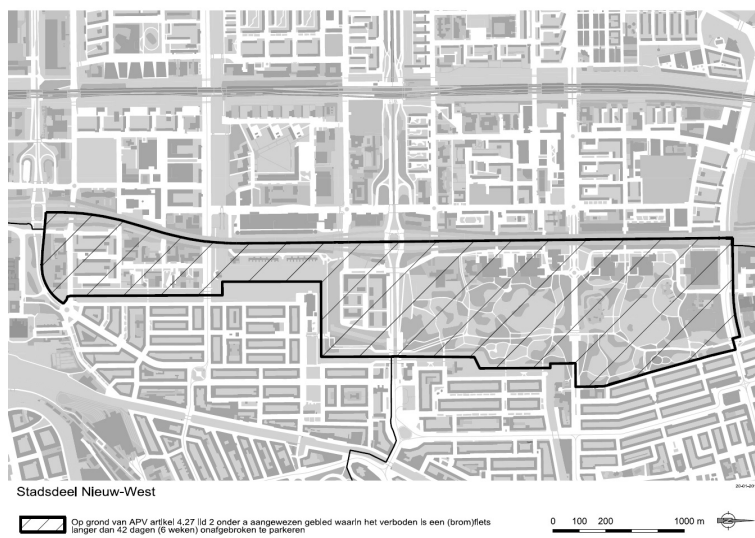 Stadsdeel Nieuw-West
Op grond van APV artikel 4.27 lid 2 onder a aangewezen gebied waarin het verboden is een (brom)fiets
langer dan 42 dagen (6 weken) onafgebroken te parkeren
0 100 200 1000 m